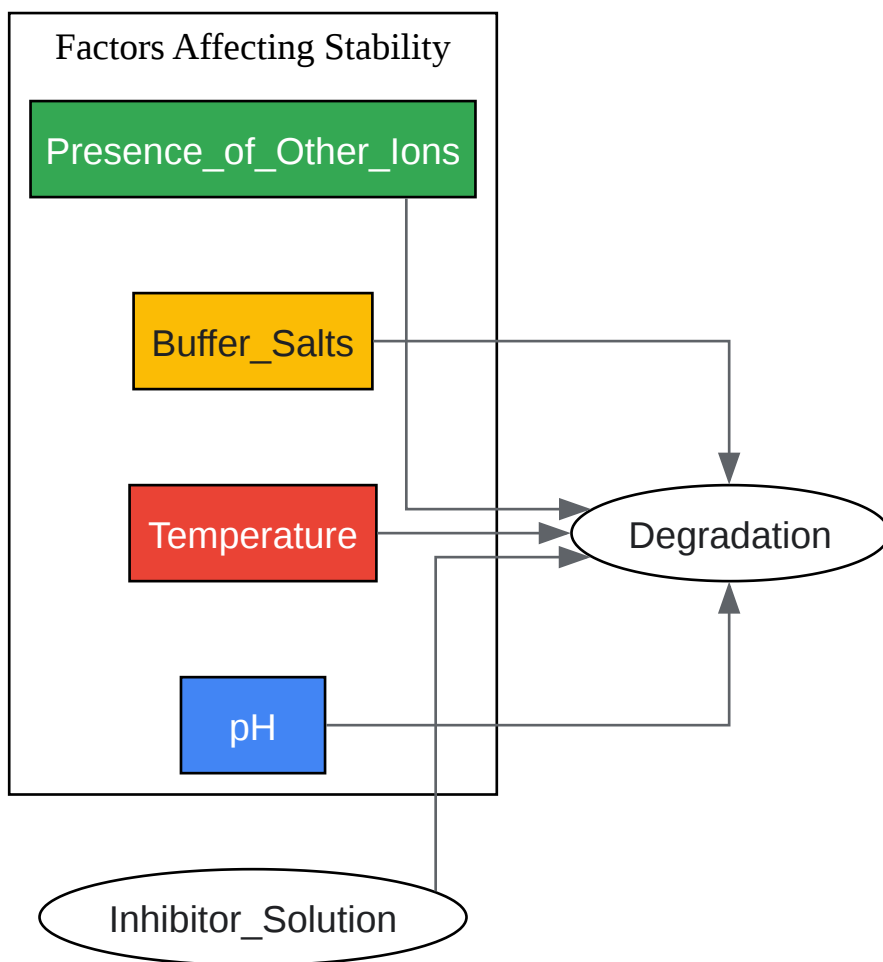 Factors Affecting Stability
Presence_of_Other_Ions
Buffer_Salts
Temperature
Degradation
pH
Inhibitor_Solution